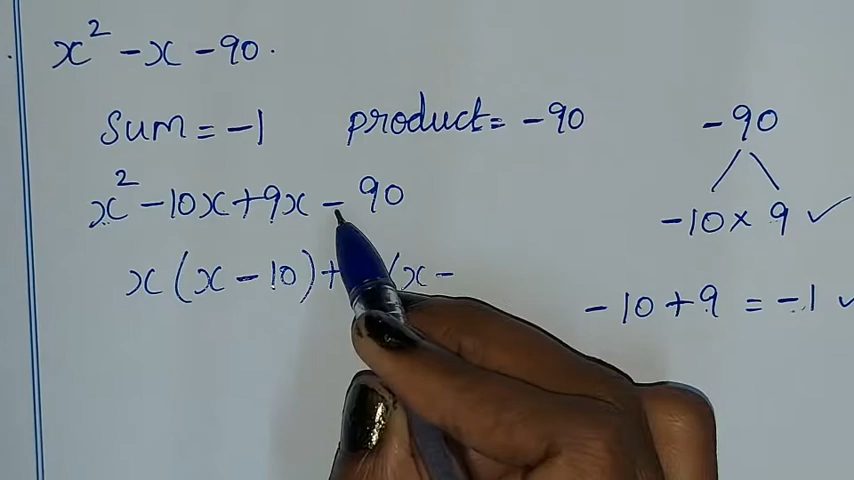 x² - x - 90.
Sum = -1 product = -90 -90
x² - 10x + 9x - 90 -10 × 9 ✓
x(x - 10) + (x - -10 + 9 = -1 ✓